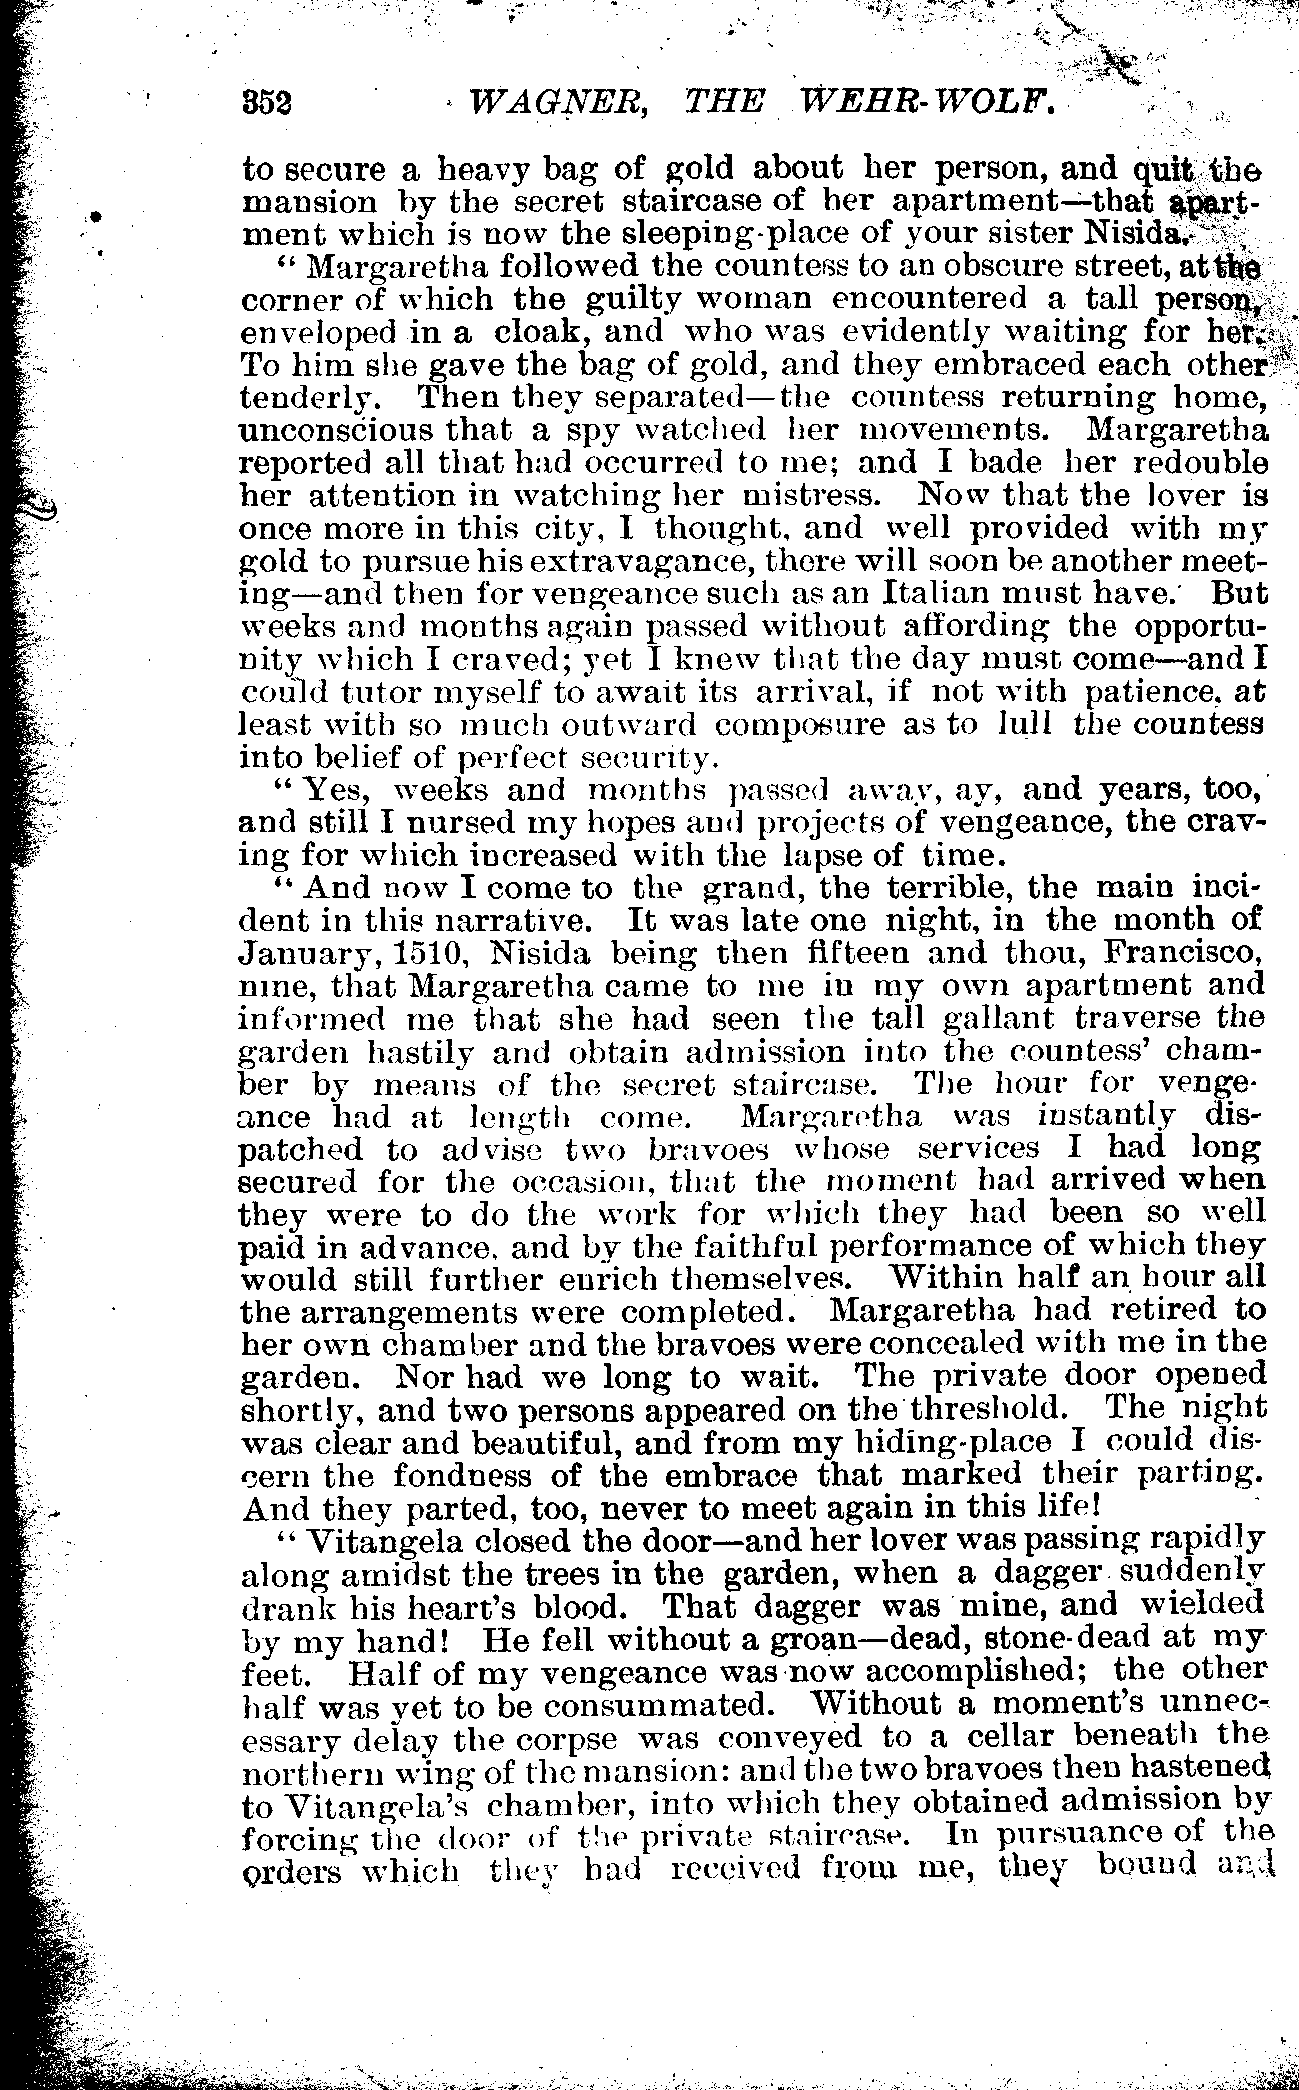 352 WAGNER, THE WEHR-WOLF.
to secure a heavy bag of gold about her person, and quit the
mansion by the secret staircase of her apartment—that apart-
ment which is now the sleeping-place of your sister Nisida.
“ Margaretha followed the countess to an obscure street, at the
corner of which the guilty woman encountered a tall person,
enveloped in a cloak, and who was evidently waiting for her.
To him she gave the bag of gold, and they embraced each other
tenderly. Then they separated—the countess returning home,
unconscious that a spy watched her movements. Margaretha
reported all that had occurred to me; and I bade her redouble
her attention in watching her mistress. Now that the lover is
once more in this city, I thought, and well provided with my
gold to pursue his extravagance, there will soon be another meet-
ing—and then for vengeance such as an Italian must have. But
weeks and months again passed without affording the opportu-
nity which I craved; yet I knew that the day must come—and I
could tutor myself to await its arrival, if not with patience, at
least with so much outward composure as to lull the countess
into belief of perfect security.
“ Yes, weeks and months passed away, ay, and years, too,
and still I nursed my hopes and projects of vengeance, the crav-
ing for which increased with the lapse of time.
“ And now I come to the grand, the terrible, the main inci-
dent in this narrative. It was late one night, in the month of
January, 1510, Nisida being then fifteen and thou, Francisco,
nine, that Margaretha came to me in my own apartment and
informed me that she had seen the tall gallant traverse the
garden hastily and obtain admission into the countess’ cham-
ber by means of the secret staircase. The hour for venge-
ance had at length come. Margaretha was instantly dis-
patched to advise two bravoes whose services I had long
secured for the occasion, that the moment had arrived when
they were to do the work for which they had been so well
paid in advance, and by the faithful performance of which they
would still further enrich themselves. Within half an hour all
the arrangements were completed. Margaretha had retired to
her own chamber and the bravoes were concealed with me in the
garden. Nor had we long to wait. The private door opened
shortly, and two persons appeared on the threshold. The night
was clear and beautiful, and from my hiding-place I could dis-
cern the fondness of the embrace that marked their parting.
And they parted, too, never to meet again in this life!
“ Vitangela closed the door—and her lover was passing rapidly
along amidst the trees in the garden, when a dagger suddenly
drank his heart’s blood. That dagger was mine, and wielded
by my hand! He fell without a groan—dead, stone-dead at my
feet. Half of my vengeance was now accomplished; the other
half was yet to be consummated. Without a moment’s unnec-
essary delay the corpse was conveyed to a cellar beneath the
northern wing of the mansion: and the two bravoes then hastened
to Vitangela’s chamber, into which they obtained admission by
forcing the door of the private staircase. In pursuance of the
orders which they had received from me, they bound and